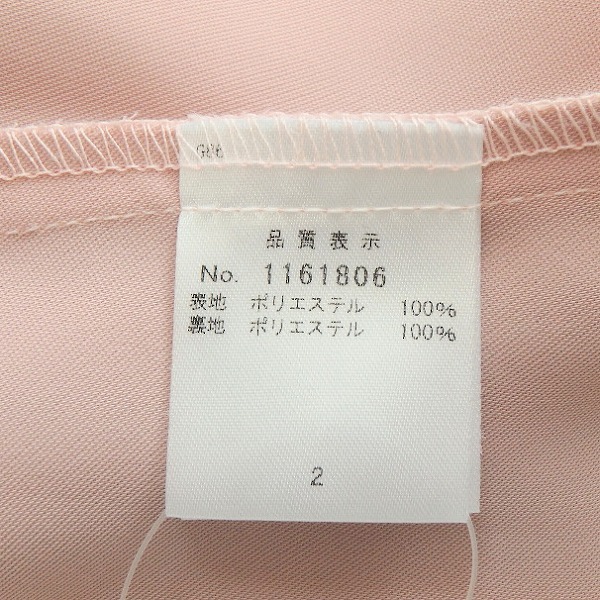 G06
品質表示
No. 1161806
表地 ポリエステル 100%
裏地 ポリエステル 100%
2